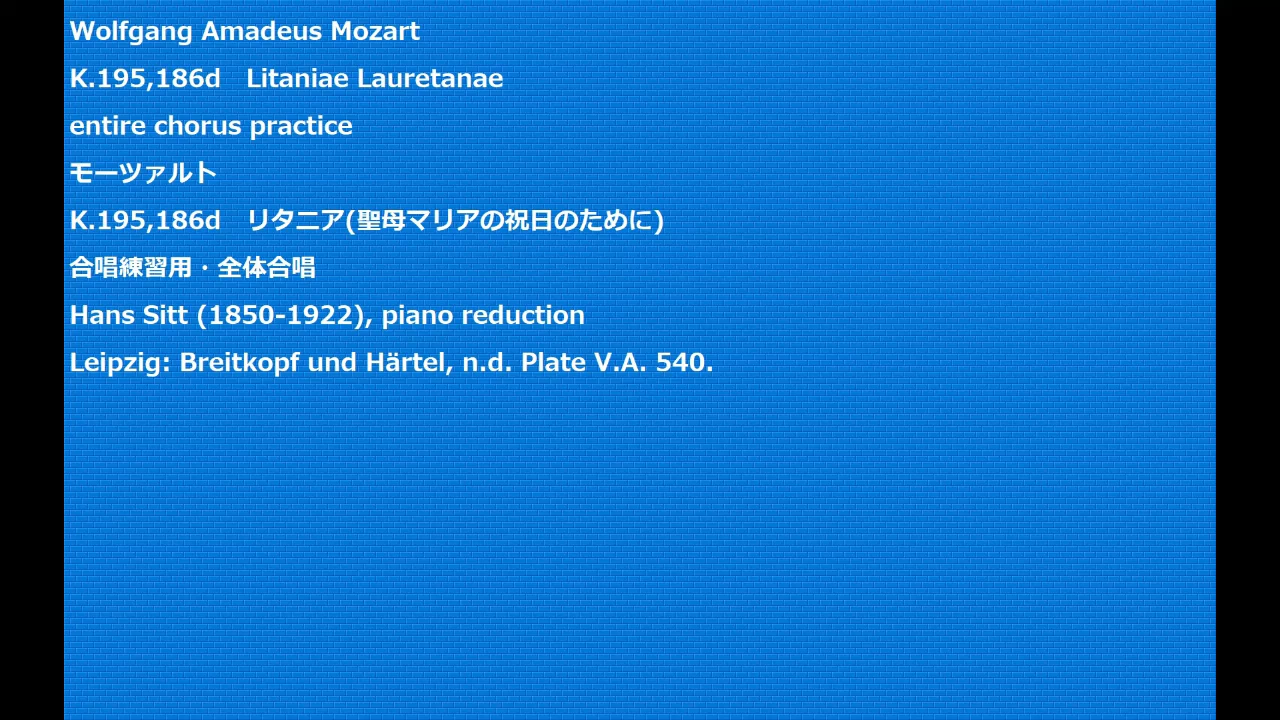 Wolfgang Amadeus Mozart
K.195,186d　Litaniae Lauretanae
entire chorus practice
モーツァルト
K.195,186d　リタニア(聖母マリアの祝日のために)
合唱練習用・全体合唱
Hans Sitt (1850-1922), piano reduction
Leipzig: Breitkopf und Härtel, n.d. Plate V.A. 540.